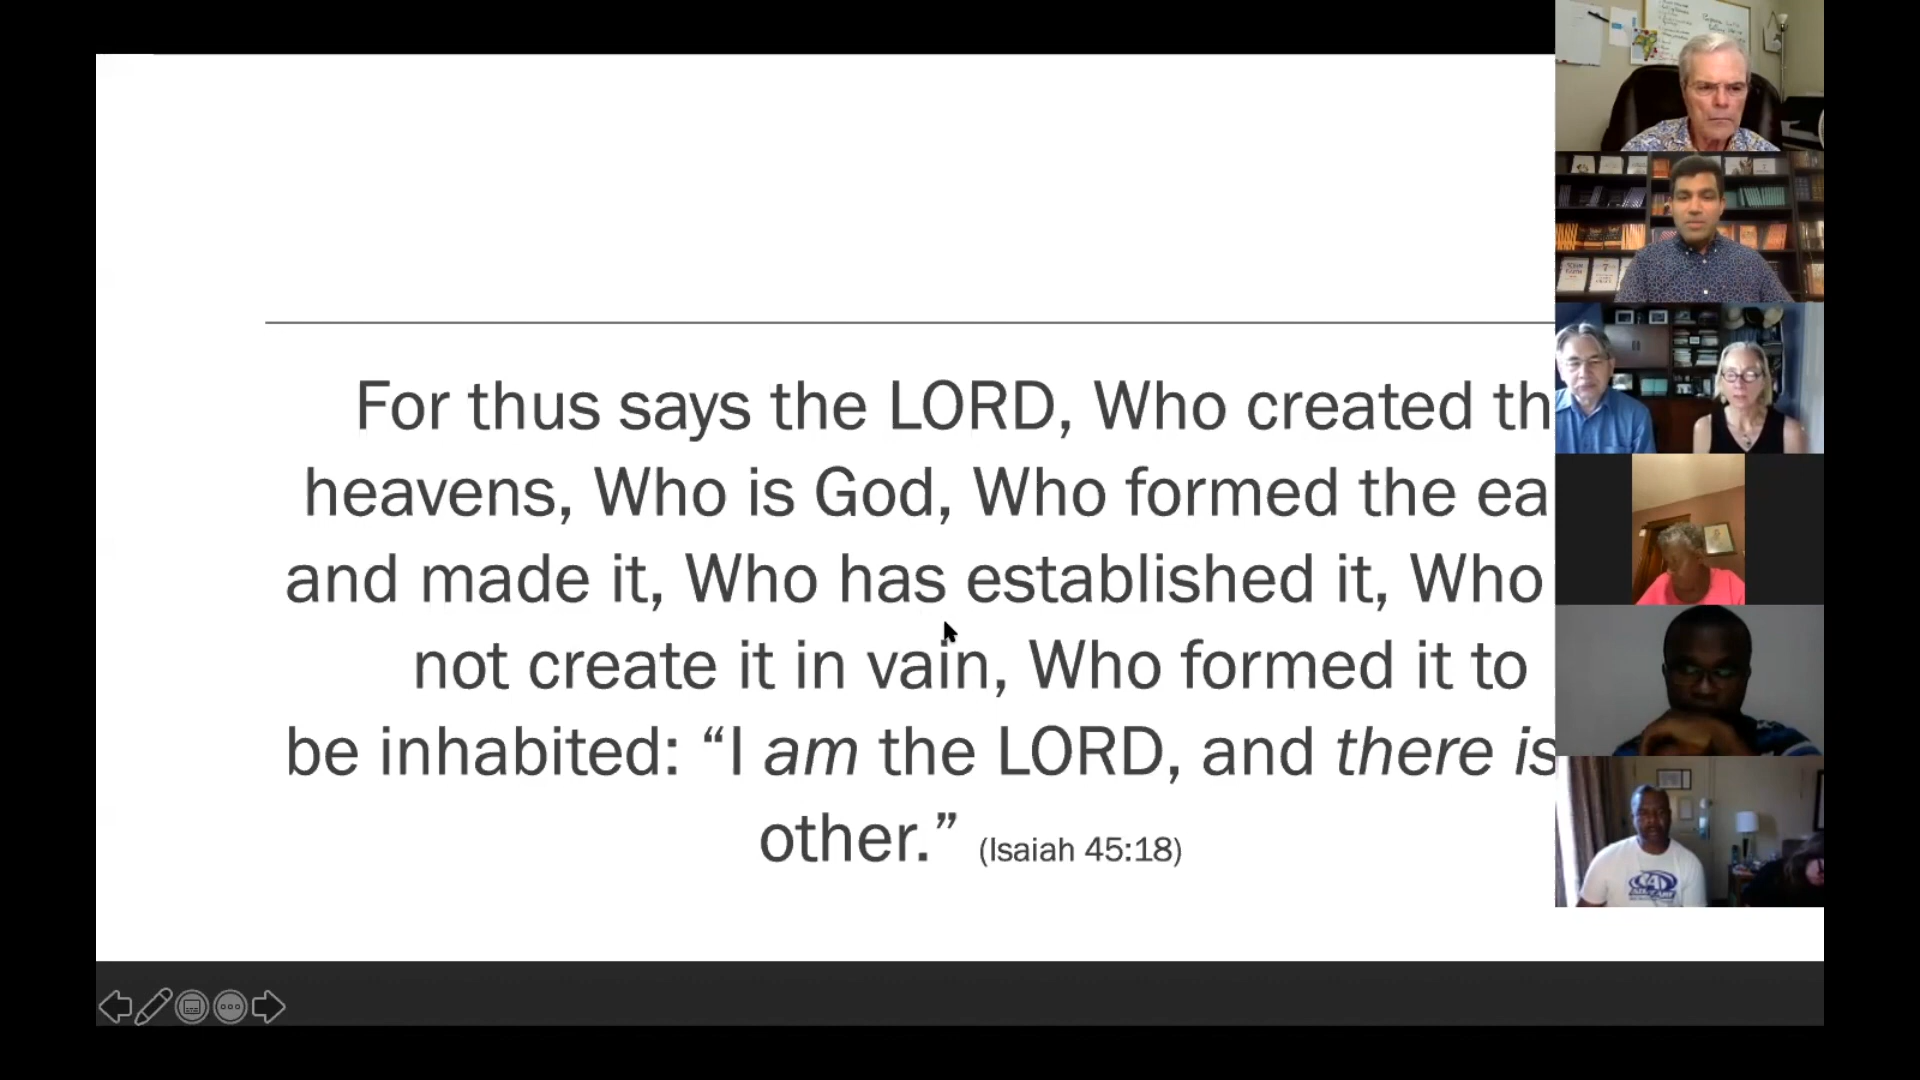 For thus says the LORD, Who created th
heavens, Who is God, Who formed the ea
and made it, Who has established it, Who
not create it in vain, Who formed it to
be inhabited: “I am the LORD, and there is
other.” (Isaiah 45:18)